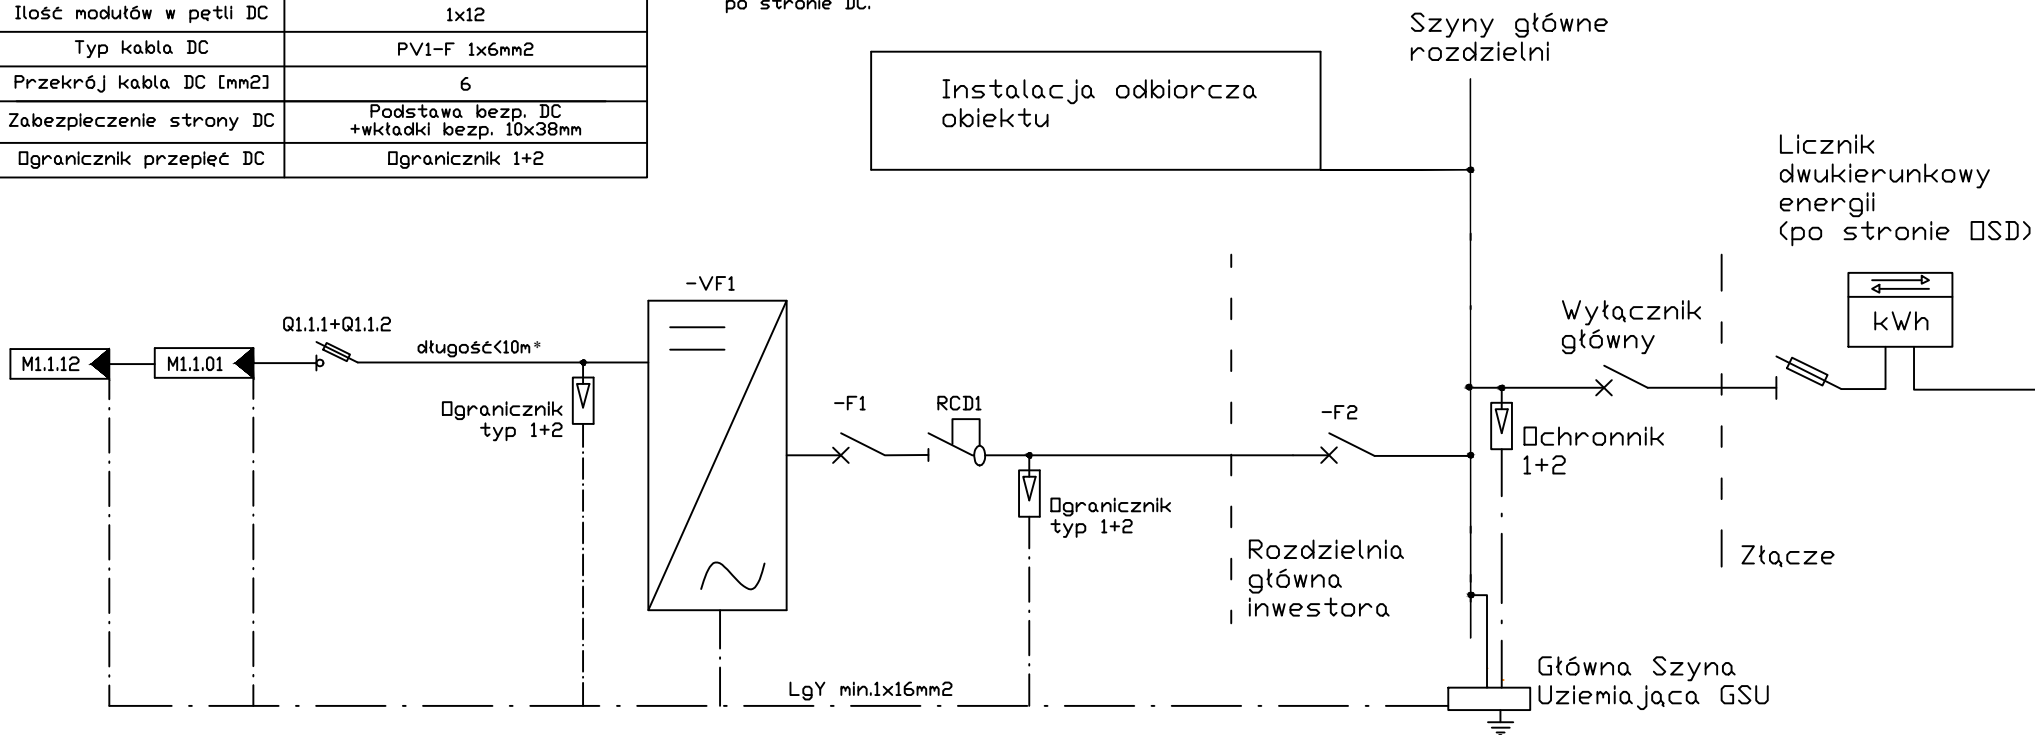 Ilość modułów w pętli DC 1x12
Typ kabla DC PV1-F 1x6mm2
Przekrój kabla DC [mm2] 6
Zabezpieczenie strony DC Podstawa bezp. DC
+wkładki bezp. 10x38mm
Ogranicznik przepięć DC Ogranicznik 1+2
po stronie DC.
Szyny główne
rozdzielni
Instalacja odbiorcza
obiektu
Licznik
dwukierunkowy
energii
(po stronie OSD)
kWh
Wyłącznik
główny
-VF1
Q1.1.1+Q1.1.2
długość<10m*
M1.1.12
M1.1.01
Ogranicznik
typ 1+2
-F1
RCD1
-F2
Ochronnik
1+2
Ogranicznik
typ 1+2
Rozdzielnia
główna
inwestora
Złącze
LgY min.1x16mm2
Główna Szyna
Uziemiająca GSU